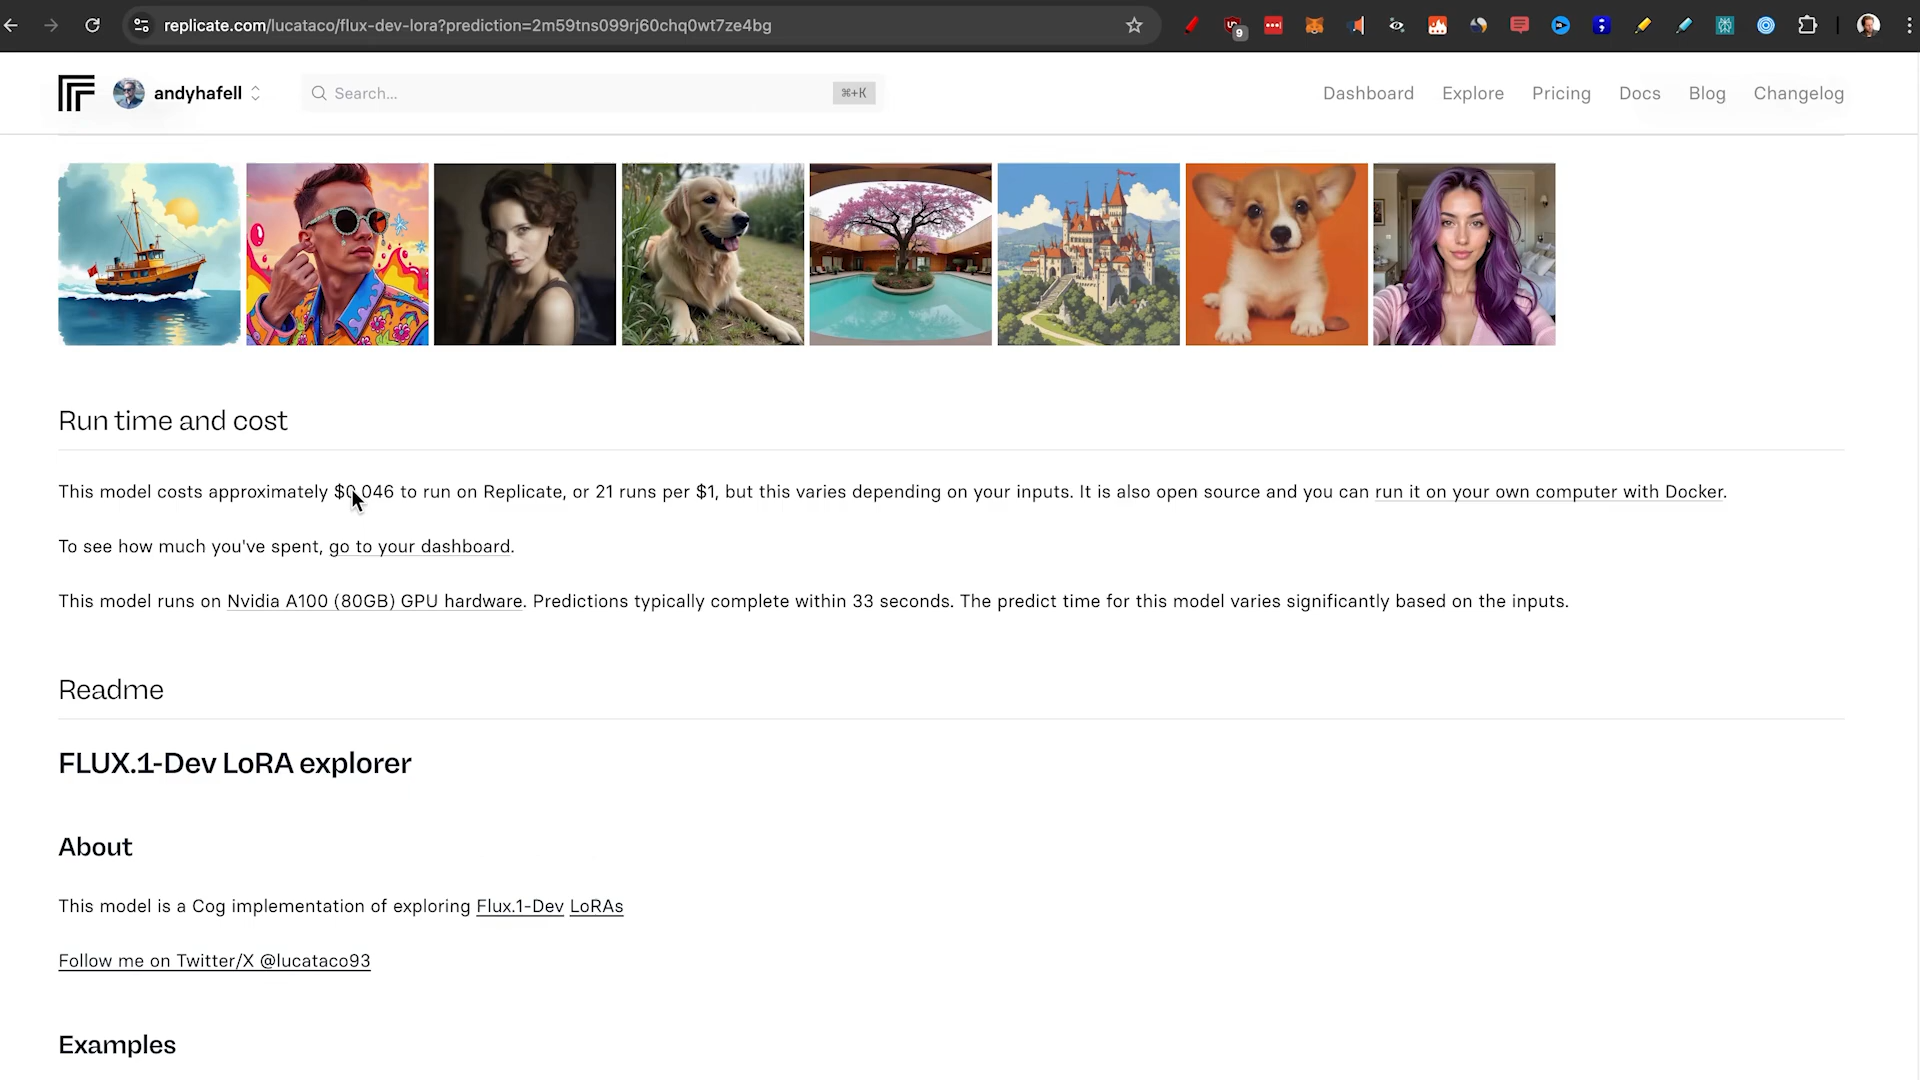 replicate.com/lucataco/flux-dev-lora?prediction=2m59tns099rj60chq0wt7ze4bg
9
andyhafell
Search...
⌘+K
Dashboard
Explore
Pricing
Docs
Blog
Changelog
Run time and cost
This model costs approximately $0.046 to run on Replicate, or 21 runs per $1, but this varies depending on your inputs. It is also open source and you can run it on your own computer with Docker.
To see how much you've spent, go to your dashboard.
This model runs on Nvidia A100 (80GB) GPU hardware. Predictions typically complete within 33 seconds. The predict time for this model varies significantly based on the inputs.
Readme
FLUX.1-Dev LoRA explorer
About
This model is a Cog implementation of exploring Flux.1-Dev LoRAs
Follow me on Twitter/X @lucataco93
Examples